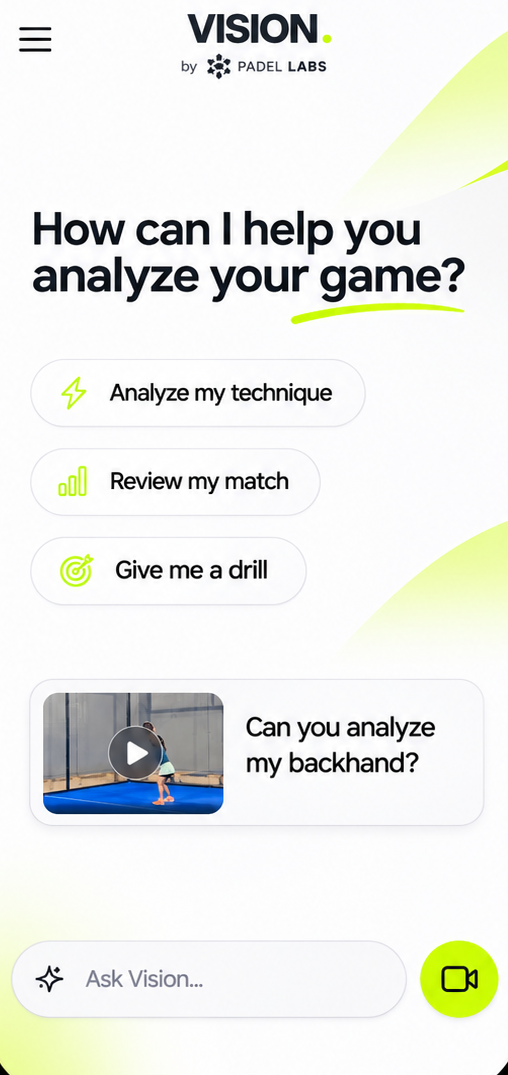 VISION.
by PADEL LABS
How can I help you
analyze your game?
Analyze my technique
Review my match
Give me a drill
Can you analyze
my backhand?
Ask Vision...